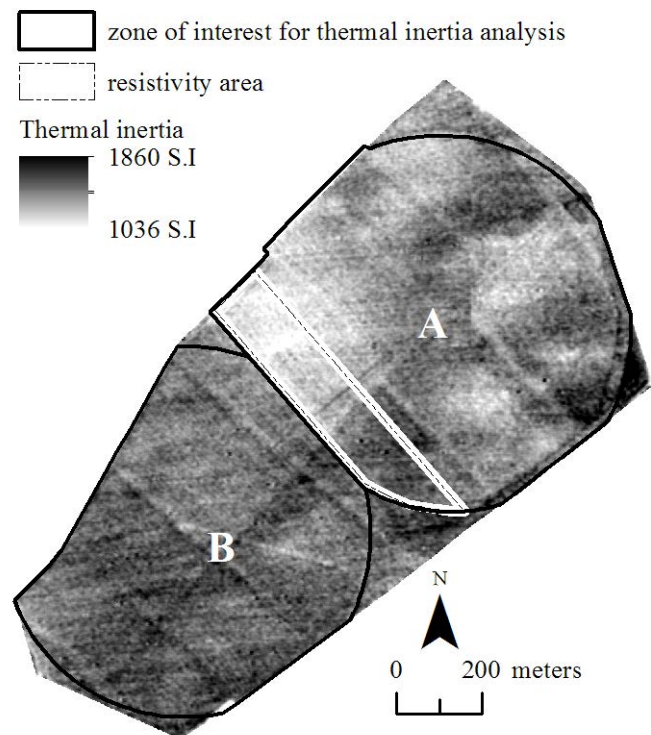 zone of interest for thermal inertia analysis
resistivity area
Thermal inertia
1860 S.I
1036 S.I
A
B
N
0 200 meters